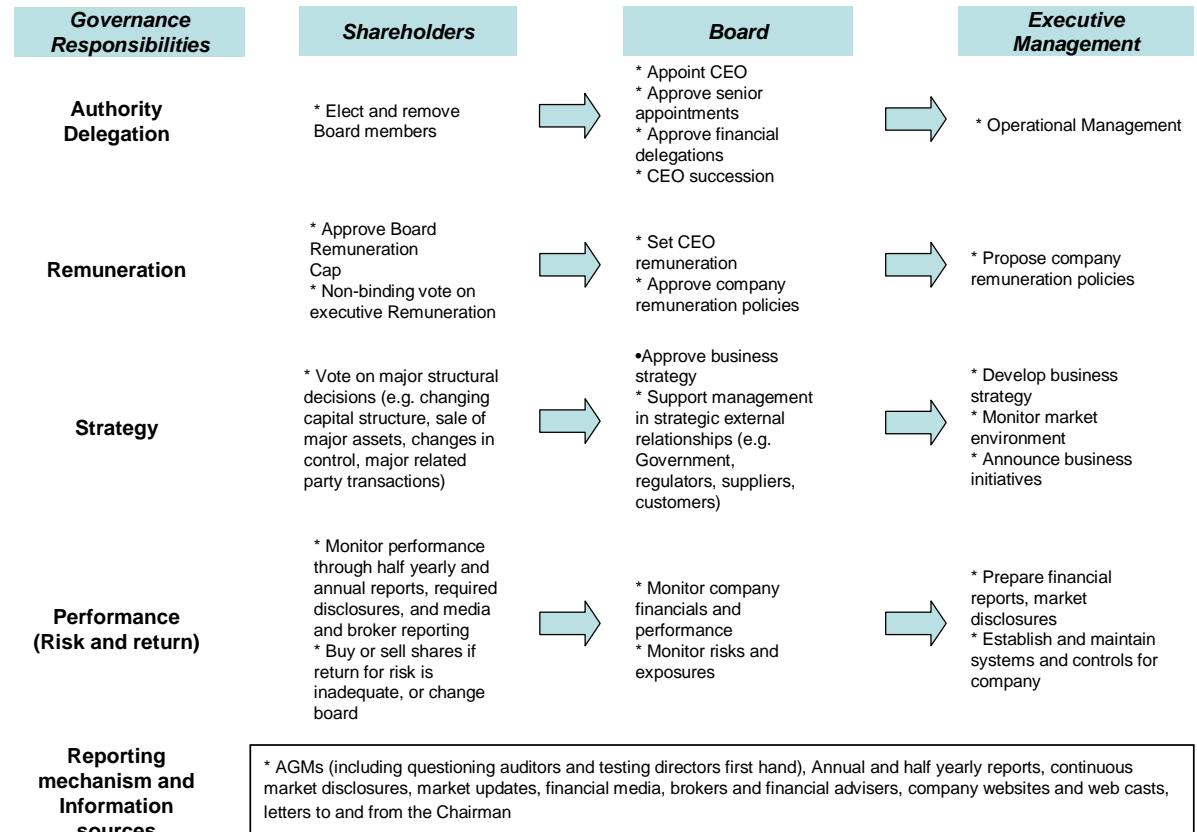 Governance
Responsibilities
Shareholders
Board
Executive
Management
Authority
Delegation
* Elect and remove
Board members
* Appoint CEO
* Approve senior
appointments
* Approve financial
delegations
* CEO succession
* Operational Management
Remuneration
* Approve Board
Remuneration
Cap
* Non-binding vote on
executive Remuneration
* Set CEO
remuneration
* Approve company
remuneration policies
* Propose company
remuneration policies
Strategy
* Vote on major structural
decisions (e.g. changing
capital structure, sale of
major assets, changes in
control, major related
party transactions)
•Approve business
strategy
* Support management
in strategic external
relationships (e.g.
Government,
regulators, suppliers,
customers)
* Develop business
strategy
* Monitor market
environment
* Announce business
initiatives
Performance
(Risk and return)
* Monitor performance
through half yearly and
annual reports, required
disclosures, and media
and broker reporting
* Buy or sell shares if
return for risk is
inadequate, or change
board
* Monitor company
financials and
performance
* Monitor risks and
exposures
* Prepare financial
reports, market
disclosures
* Establish and maintain
systems and controls for
company
Reporting
mechanism and
Information
sources
* AGMs (including questioning auditors and testing directors first hand), Annual and half yearly reports, continuous
market disclosures, market updates, financial media, brokers and financial advisers, company websites and web casts,
letters to and from the Chairman